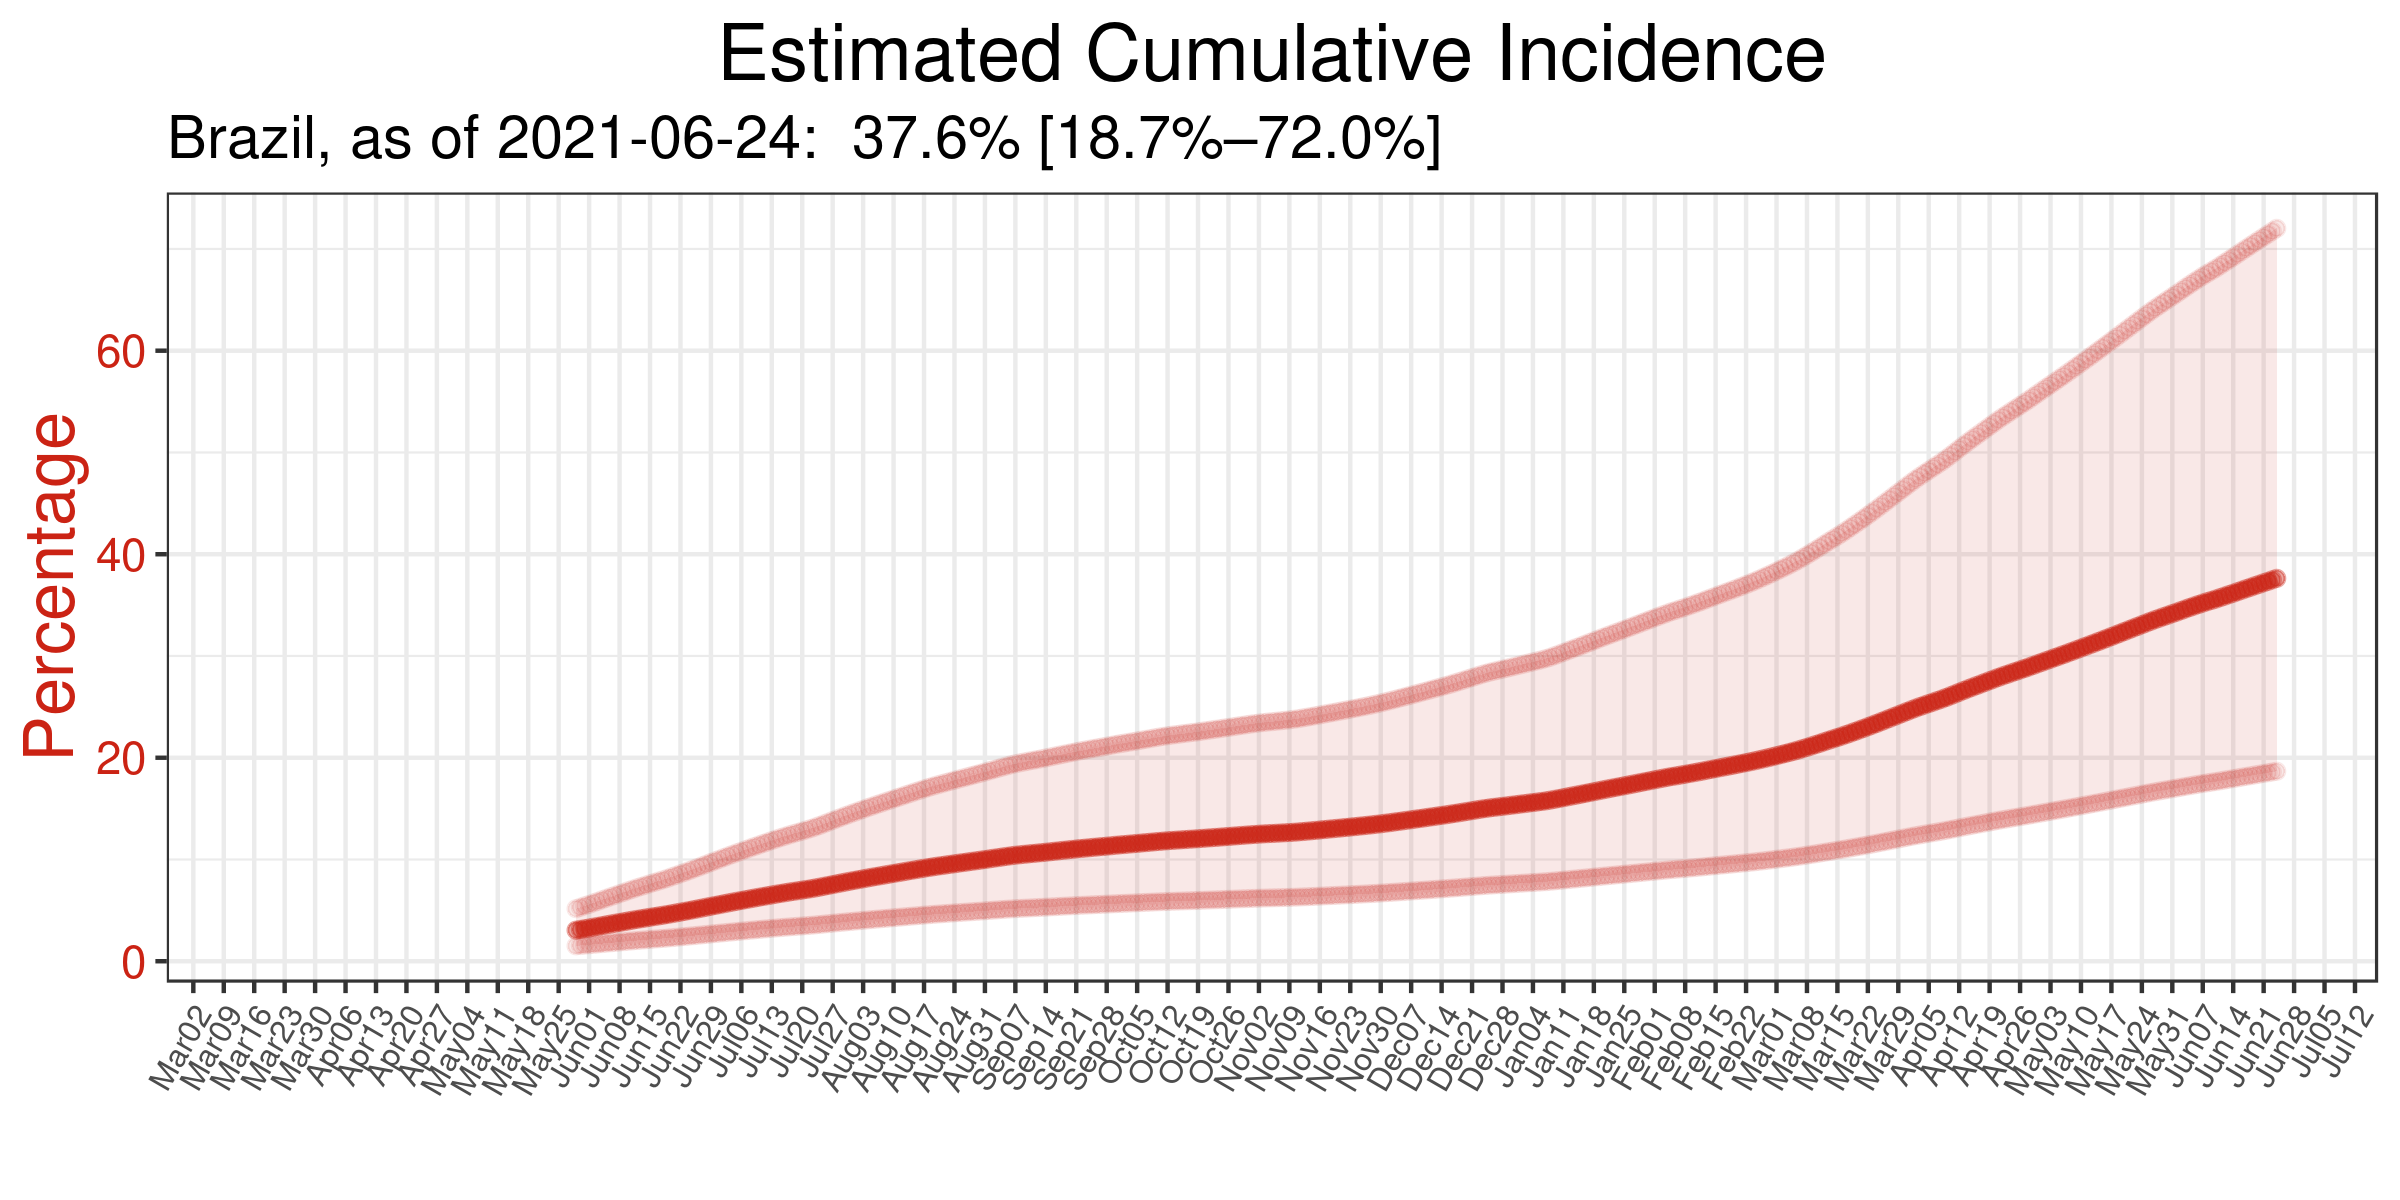 Estimated Cumulative Incidence
Brazil, as of 2021-06-24:  37.6% [18.7%–72.0%]
Percentage
60
40
20
0
Mar02
Mar09
Mar16
Mar23
Mar30
Apr06
Apr13
Apr20
Apr27
May04
May11
May18
May25
Jun01
Jun08
Jun15
Jun22
Jun29
Jul06
Jul13
Jul20
Jul27
Aug03
Aug10
Aug17
Aug24
Aug31
Sep07
Sep14
Sep21
Sep28
Oct05
Oct12
Oct19
Oct26
Nov02
Nov09
Nov16
Nov23
Nov30
Dec07
Dec14
Dec21
Dec28
Jan04
Jan11
Jan18
Jan25
Feb01
Feb08
Feb15
Feb22
Mar01
Mar08
Mar15
Mar22
Mar29
Apr05
Apr12
Apr19
Apr26
May03
May10
May17
May24
May31
Jun07
Jun14
Jun21
Jun28
Jul05
Jul12